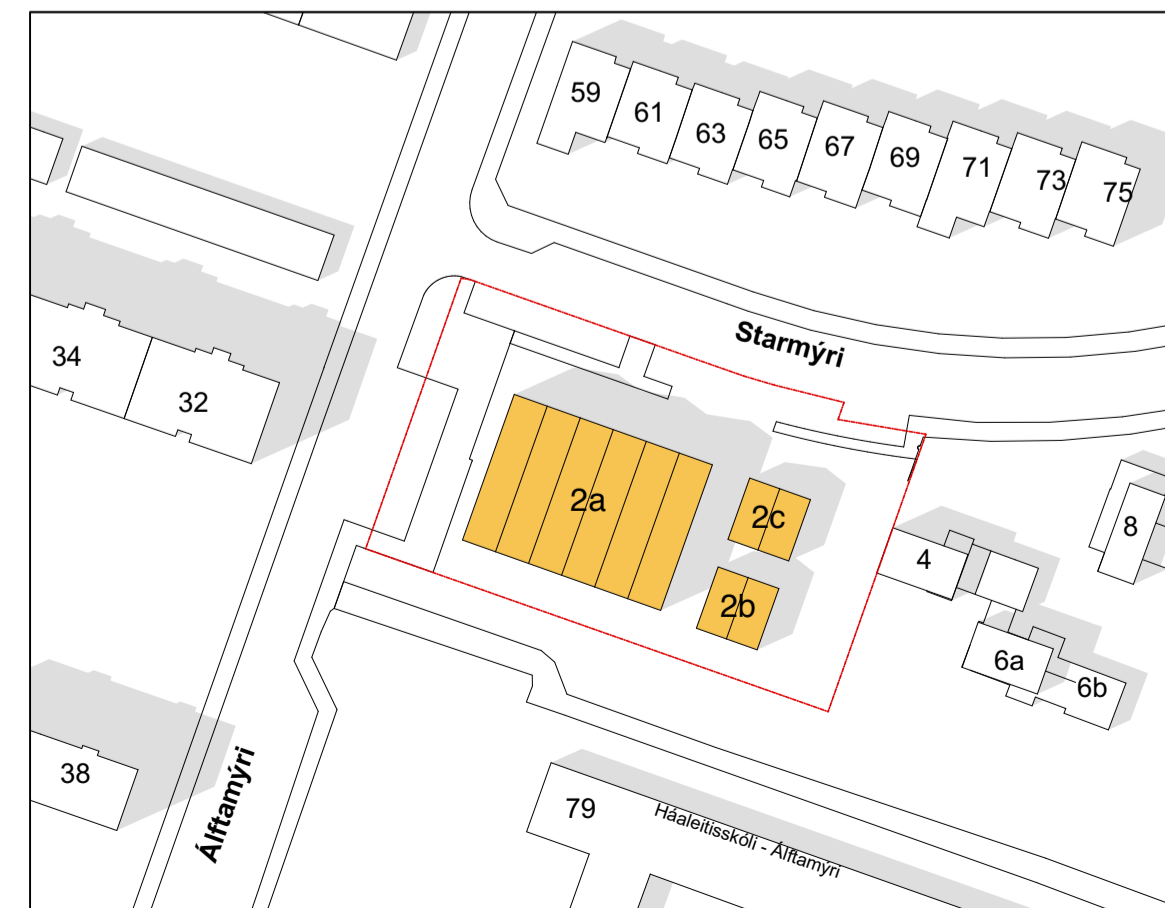 59
61
63
65
67
69
71
73
75
Starmýri
34
32
2a
2c
2b
4
8
6a
6b
38
Álftamýri
79
Háaleitisskóli - Álftamýri